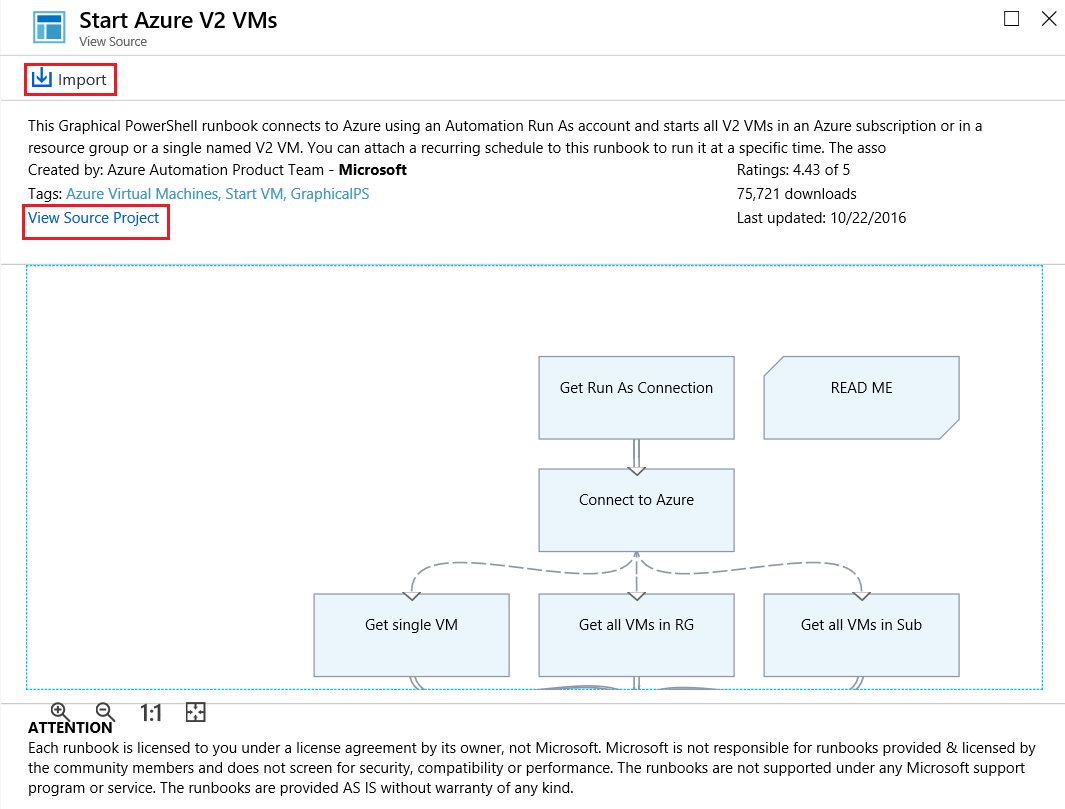 Start Azure V2 VMs
View Source
Import
This Graphical PowerShell runbook connects to Azure using an Automation Run As account and starts all V2 VMs in an Azure subscription or in a
resource group or a single named V2 VM. You can attach a recurring schedule to this runbook to run it at a specific time. The asso
Created by: Azure Automation Product Team - Microsoft
Ratings: 4.43 of 5
Tags: Azure Virtual Machines, Start VM, GraphicalPS
75,721 downloads
View Source Project
Last updated: 10/22/2016
Get Run As Connection
READ ME
Connect to Azure
Get single VM
Get all VMs in RG
Get all VMs in Sub
1:1
ATTENTION
Each runbook is licensed to you under a license agreement by its owner, not Microsoft. Microsoft is not responsible for runbooks provided & licensed by
the community members and does not screen for security, compatibility or performance. The runbooks are not supported under any Microsoft support
program or service. The runbooks are provided AS IS without warranty of any kind.